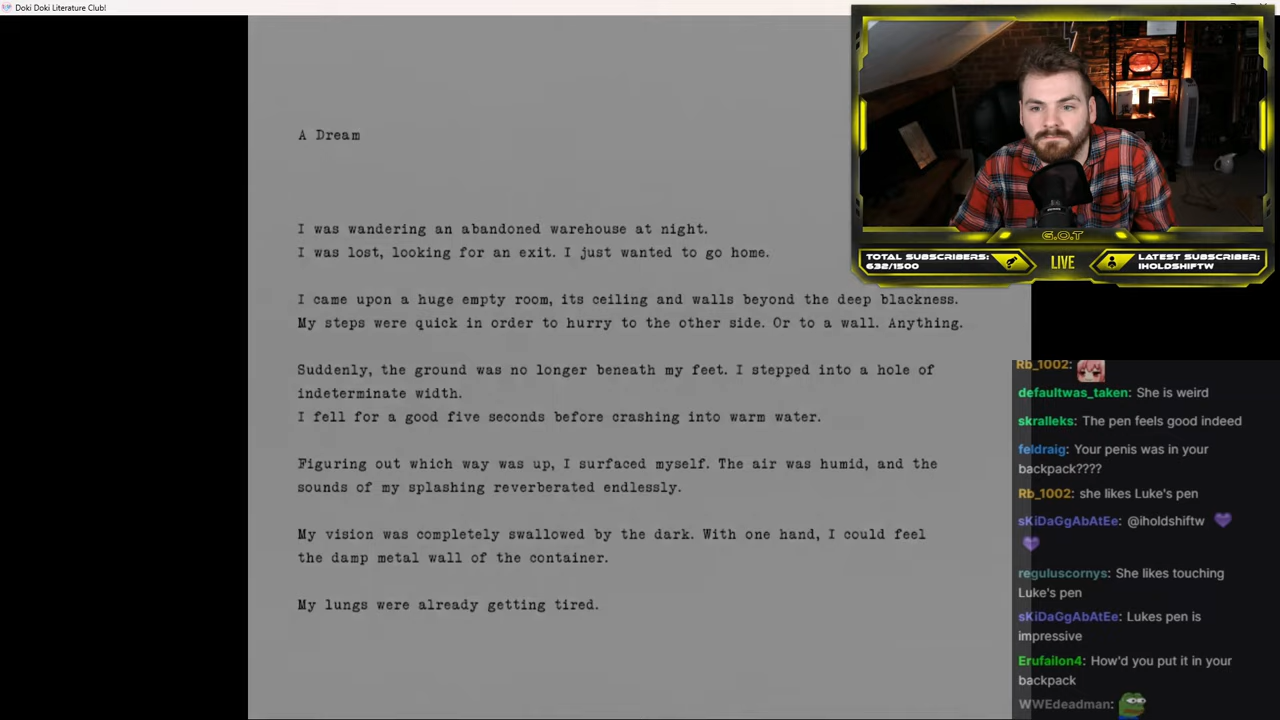 Doki Doki Literature Club!
A Dream
I was wandering an abandoned warehouse at night.
I was lost, looking for an exit. I just wanted to go home.
I came upon a huge empty room, its ceiling and walls beyond the deep blackness.
My steps were quick in order to hurry to the other side. Or to a wall. Anything.
Suddenly, the ground was no longer beneath my feet. I stepped into a hole of
indeterminate width.
I fell for a good five seconds before crashing into warm water.
Figuring out which way was up, I surfaced myself. The air was humid, and the
sounds of my splashing reverberated endlessly.
My vision was completely swallowed by the dark. With one hand, I could feel
the damp metal wall of the container.
My lungs were already getting tired.
G.O.T
TOTAL SUBSCRIBERS:
632/1500
LIVE
LATEST SUBSCRIBER:
IHOLDSHIFTW
Rb_1002:
defaultwas_taken: She is weird
skralleks: The pen feels good indeed
feldraig: Your penis was in your
backpack????
Rb_1002: she likes Luke's pen
sKiDaGgAbAtEe: @iholdshiftw
reguluscornys: She likes touching
Luke's pen
sKiDaGgAbAtEe: Lukes pen is
impressive
Erufailon4: How'd you put it in your
backpack
WWEdeadman: